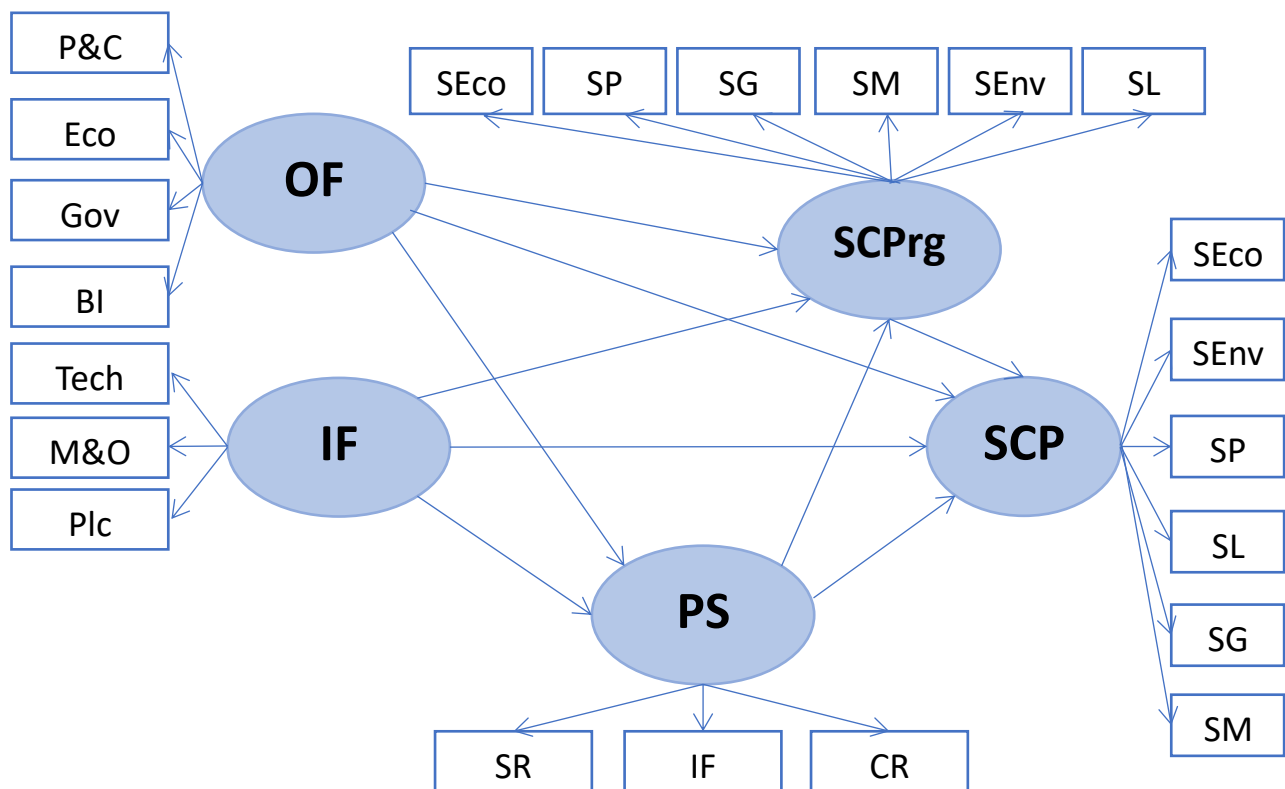 P&C
SEco
SP
SG
SM
SEnv
SL
Eco
OF
Gov
SCPrg
SEco
BI
SEnv
Tech
IF
SCP
M&O
SP
Plc
SL
PS
SG
SM
SR
IF
CR